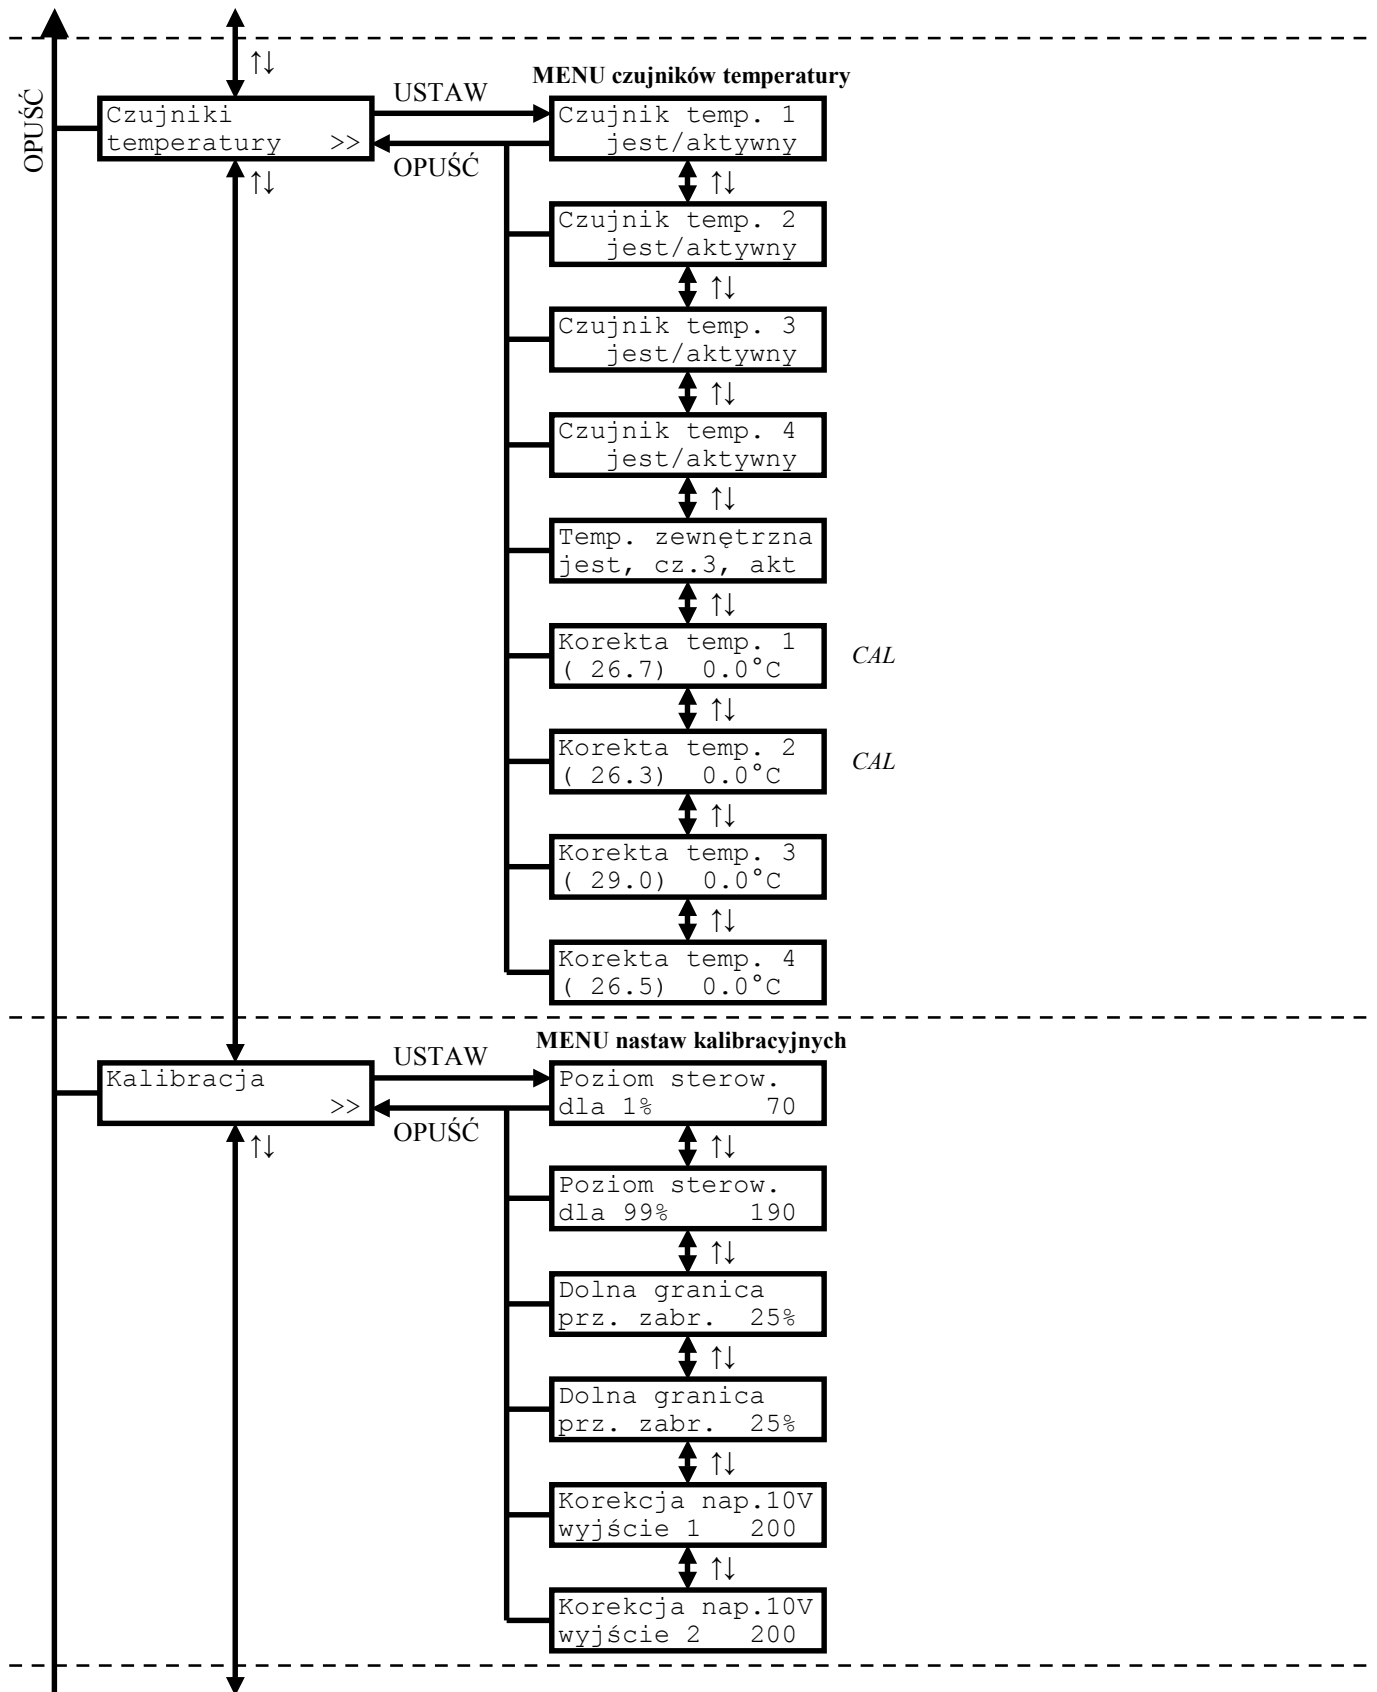 OPUŚĆ
↑↓
MENU czujników temperatury
Czujniki
temperatury >>
USTAW
OPUŚĆ
↑↓
Czujnik temp. 1
jest/aktywny
↑↓
Czujnik temp. 2
jest/aktywny
↑↓
Czujnik temp. 3
jest/aktywny
↑↓
Czujnik temp. 4
jest/aktywny
↑↓
Temp. zewnętrzna
jest, cz.3, akt
↑↓
Korekta temp. 1
( 26.7) 0.0°C
CAL
↑↓
Korekta temp. 2
( 26.3) 0.0°C
CAL
↑↓
Korekta temp. 3
( 29.0) 0.0°C
↑↓
Korekta temp. 4
( 26.5) 0.0°C
MENU nastaw kalibracyjnych
Kalibracja
>>
USTAW
OPUŚĆ
↑↓
Poziom sterow.
dla 1% 70
↑↓
Poziom sterow.
dla 99% 190
↑↓
Dolna granica
prz. zabr. 25%
↑↓
Dolna granica
prz. zabr. 25%
↑↓
Korekcja nap.10V
wyjście 1 200
↑↓
Korekcja nap.10V
wyjście 2 200